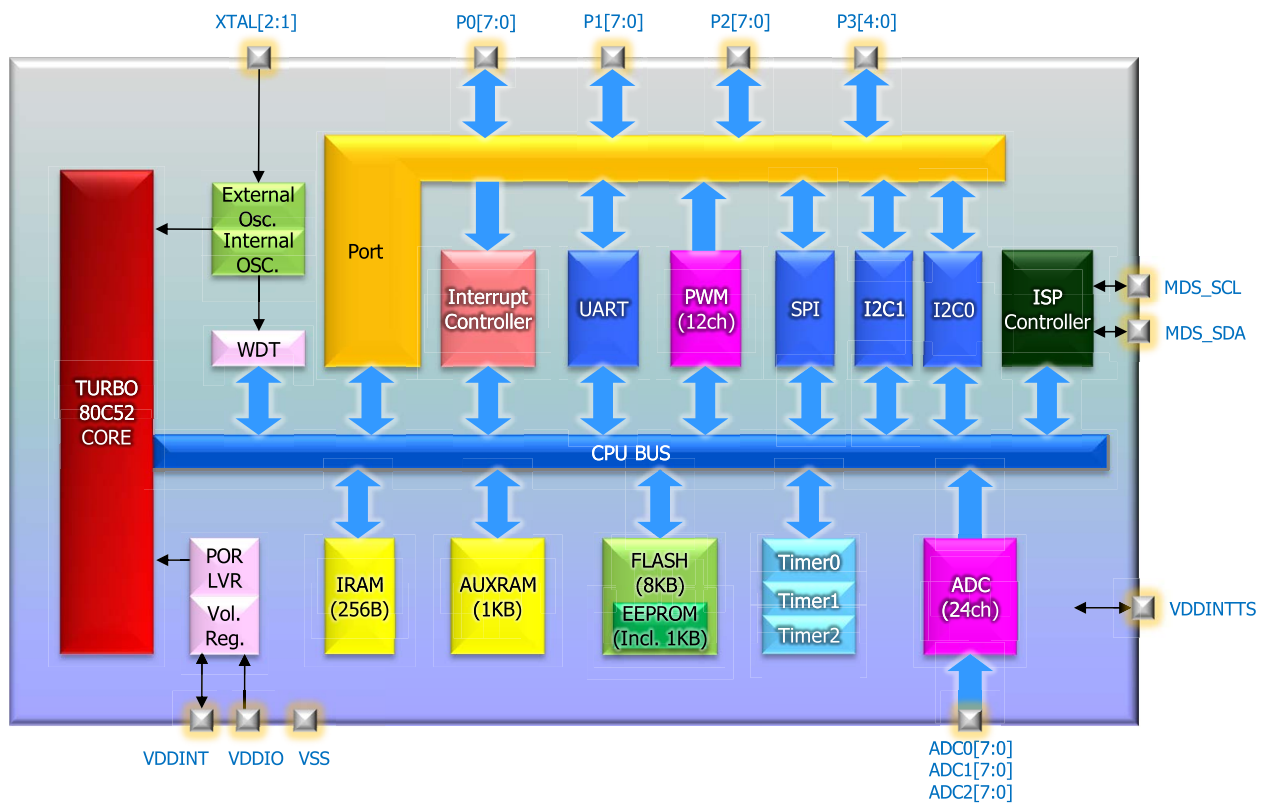 XTAL[2:1]
P0[7:0]
P1[7:0]
P2[7:0]
P3[4:0]
External
Osc.
Internal
OSC.
WDT
Port
Interrupt
Controller
UART
PWM
(12ch)
SPI
I2C1
I2C0
ISP
Controller
MDS_SCL
MDS_SDA
TURBO
80C52
CORE
CPU BUS
POR
LVR
Vol.
Reg.
IRAM
(256B)
AUXRAM
(1KB)
FLASH
(8KB)
EEPROM
(Incl. 1KB)
Timer0
Timer1
Timer2
ADC
(24ch)
VDDINTTS
VDDINT
VDDIO
VSS
ADC0[7:0]
ADC1[7:0]
ADC2[7:0]